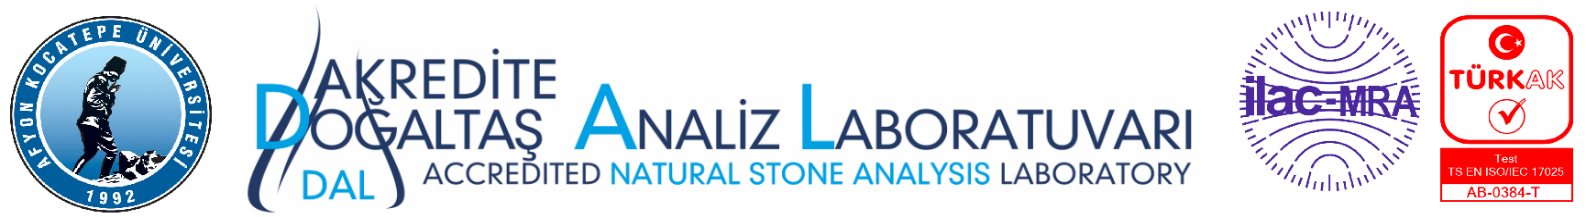 AFYON KOCATEPE ÜNİVERSİTESİ
1992
AKREDİTE
DOĞALTAŞ ANALİZ LABORATUVARI
DAL
ACCREDITED NATURAL STONE ANALYSIS LABORATORY
ilac-MRA
TÜRKAK
Test
TS EN ISO/IEC 17025
AB-0384-T